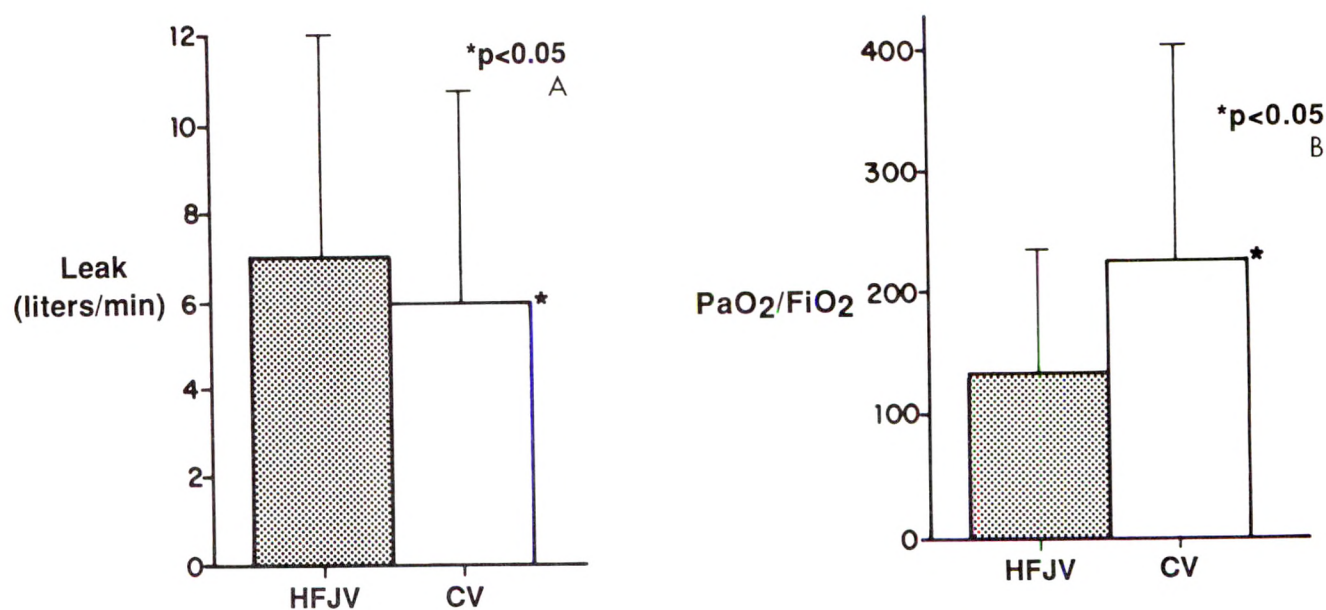 12
10
8
6
4
2
0
Leak
(liters/min)
*p<0.05
A
*
HFJV
CV
400
300
200
100
0
PaO2/FiO2
*p<0.05
B
*
HFJV
CV